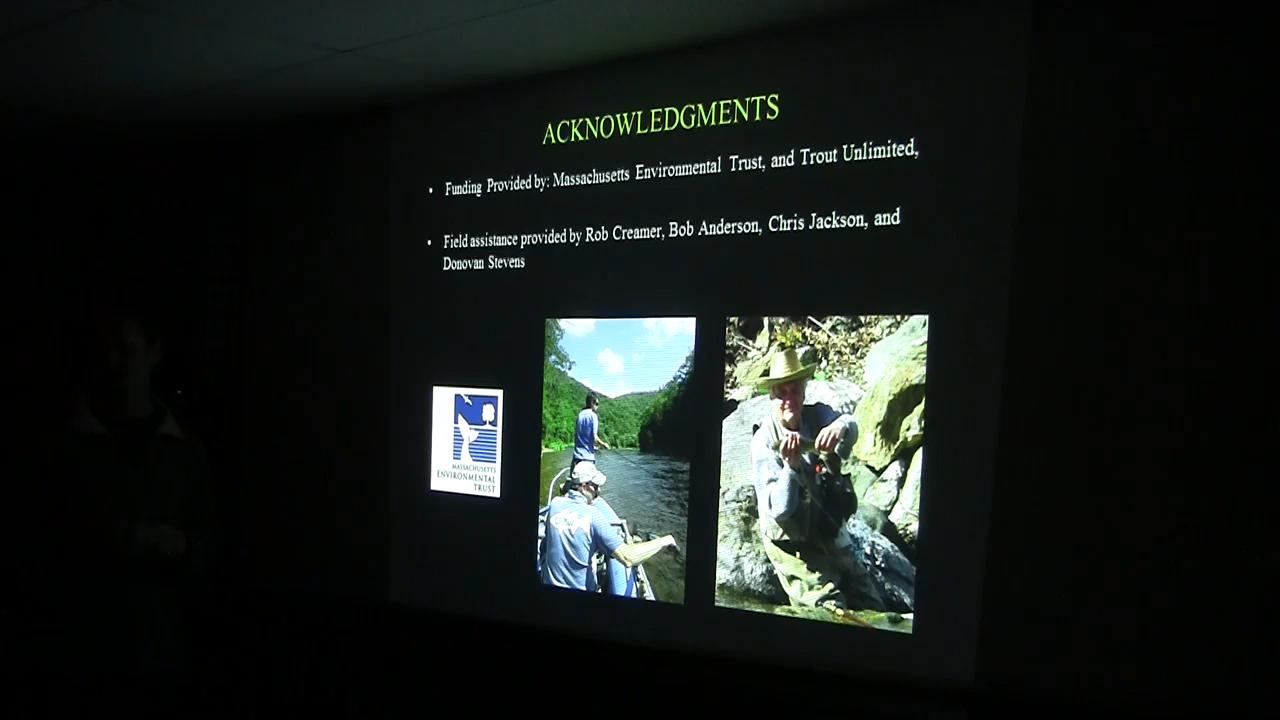 ACKNOWLEDGMENTS
• Funding Provided by: Massachusetts Environmental Trust, and Trout Unlimited,
• Field assistance provided by Rob Creamer, Bob Anderson, Chris Jackson, and
Donovan Stevens
MASSACHUSETTS
ENVIRONMENTAL
TRUST